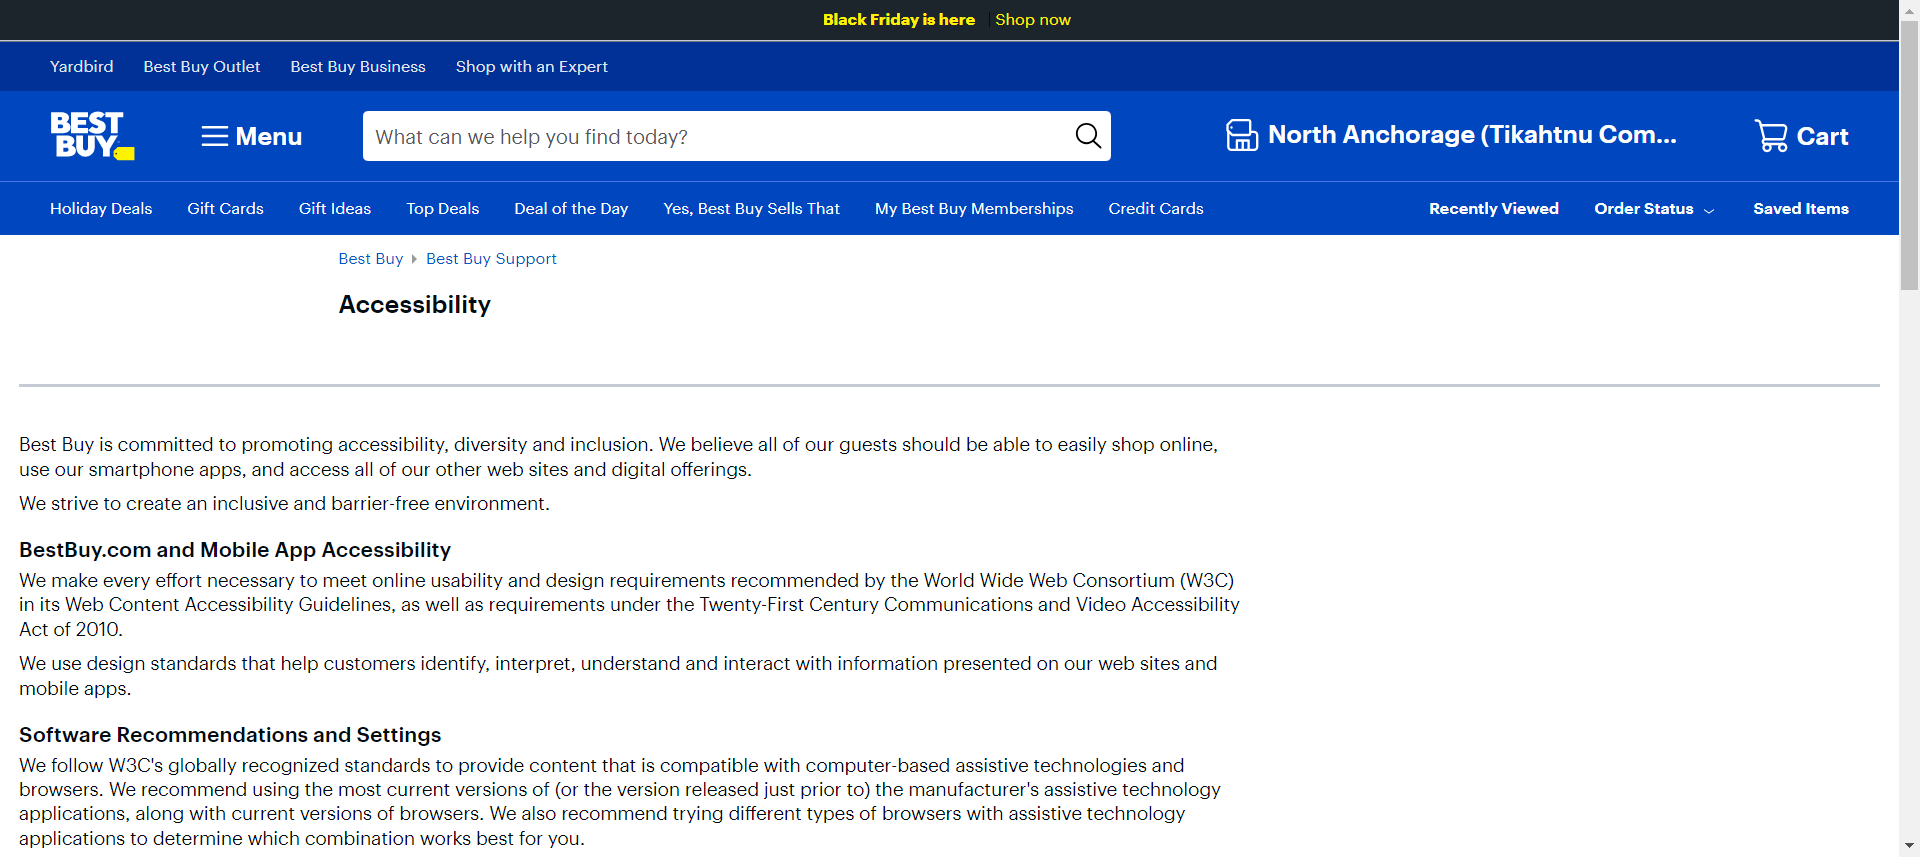 Black Friday is here Shop now
Yardbird Best Buy Outlet Best Buy Business Shop with an Expert
BEST
BUY
Menu
What can we help you find today?
North Anchorage (Tikahtnu Com...
Cart
Holiday Deals Gift Cards Gift Ideas Top Deals Deal of the Day Yes, Best Buy Sells That My Best Buy Memberships Credit Cards Recently Viewed Order Status Saved Items
Best Buy Best Buy Support
Accessibility
Best Buy is committed to promoting accessibility, diversity and inclusion. We believe all of our guests should be able to easily shop online,
use our smartphone apps, and access all of our other web sites and digital offerings.
We strive to create an inclusive and barrier-free environment.
BestBuy.com and Mobile App Accessibility
We make every effort necessary to meet online usability and design requirements recommended by the World Wide Web Consortium (W3C)
in its Web Content Accessibility Guidelines, as well as requirements under the Twenty-First Century Communications and Video Accessibility
Act of 2010.
We use design standards that help customers identify, interpret, understand and interact with information presented on our web sites and
mobile apps.
Software Recommendations and Settings
We follow W3C's globally recognized standards to provide content that is compatible with computer-based assistive technologies and
browsers. We recommend using the most current versions of (or the version released just prior to) the manufacturer's assistive technology
applications, along with current versions of browsers. We also recommend trying different types of browsers with assistive technology
applications to determine which combination works best for you.